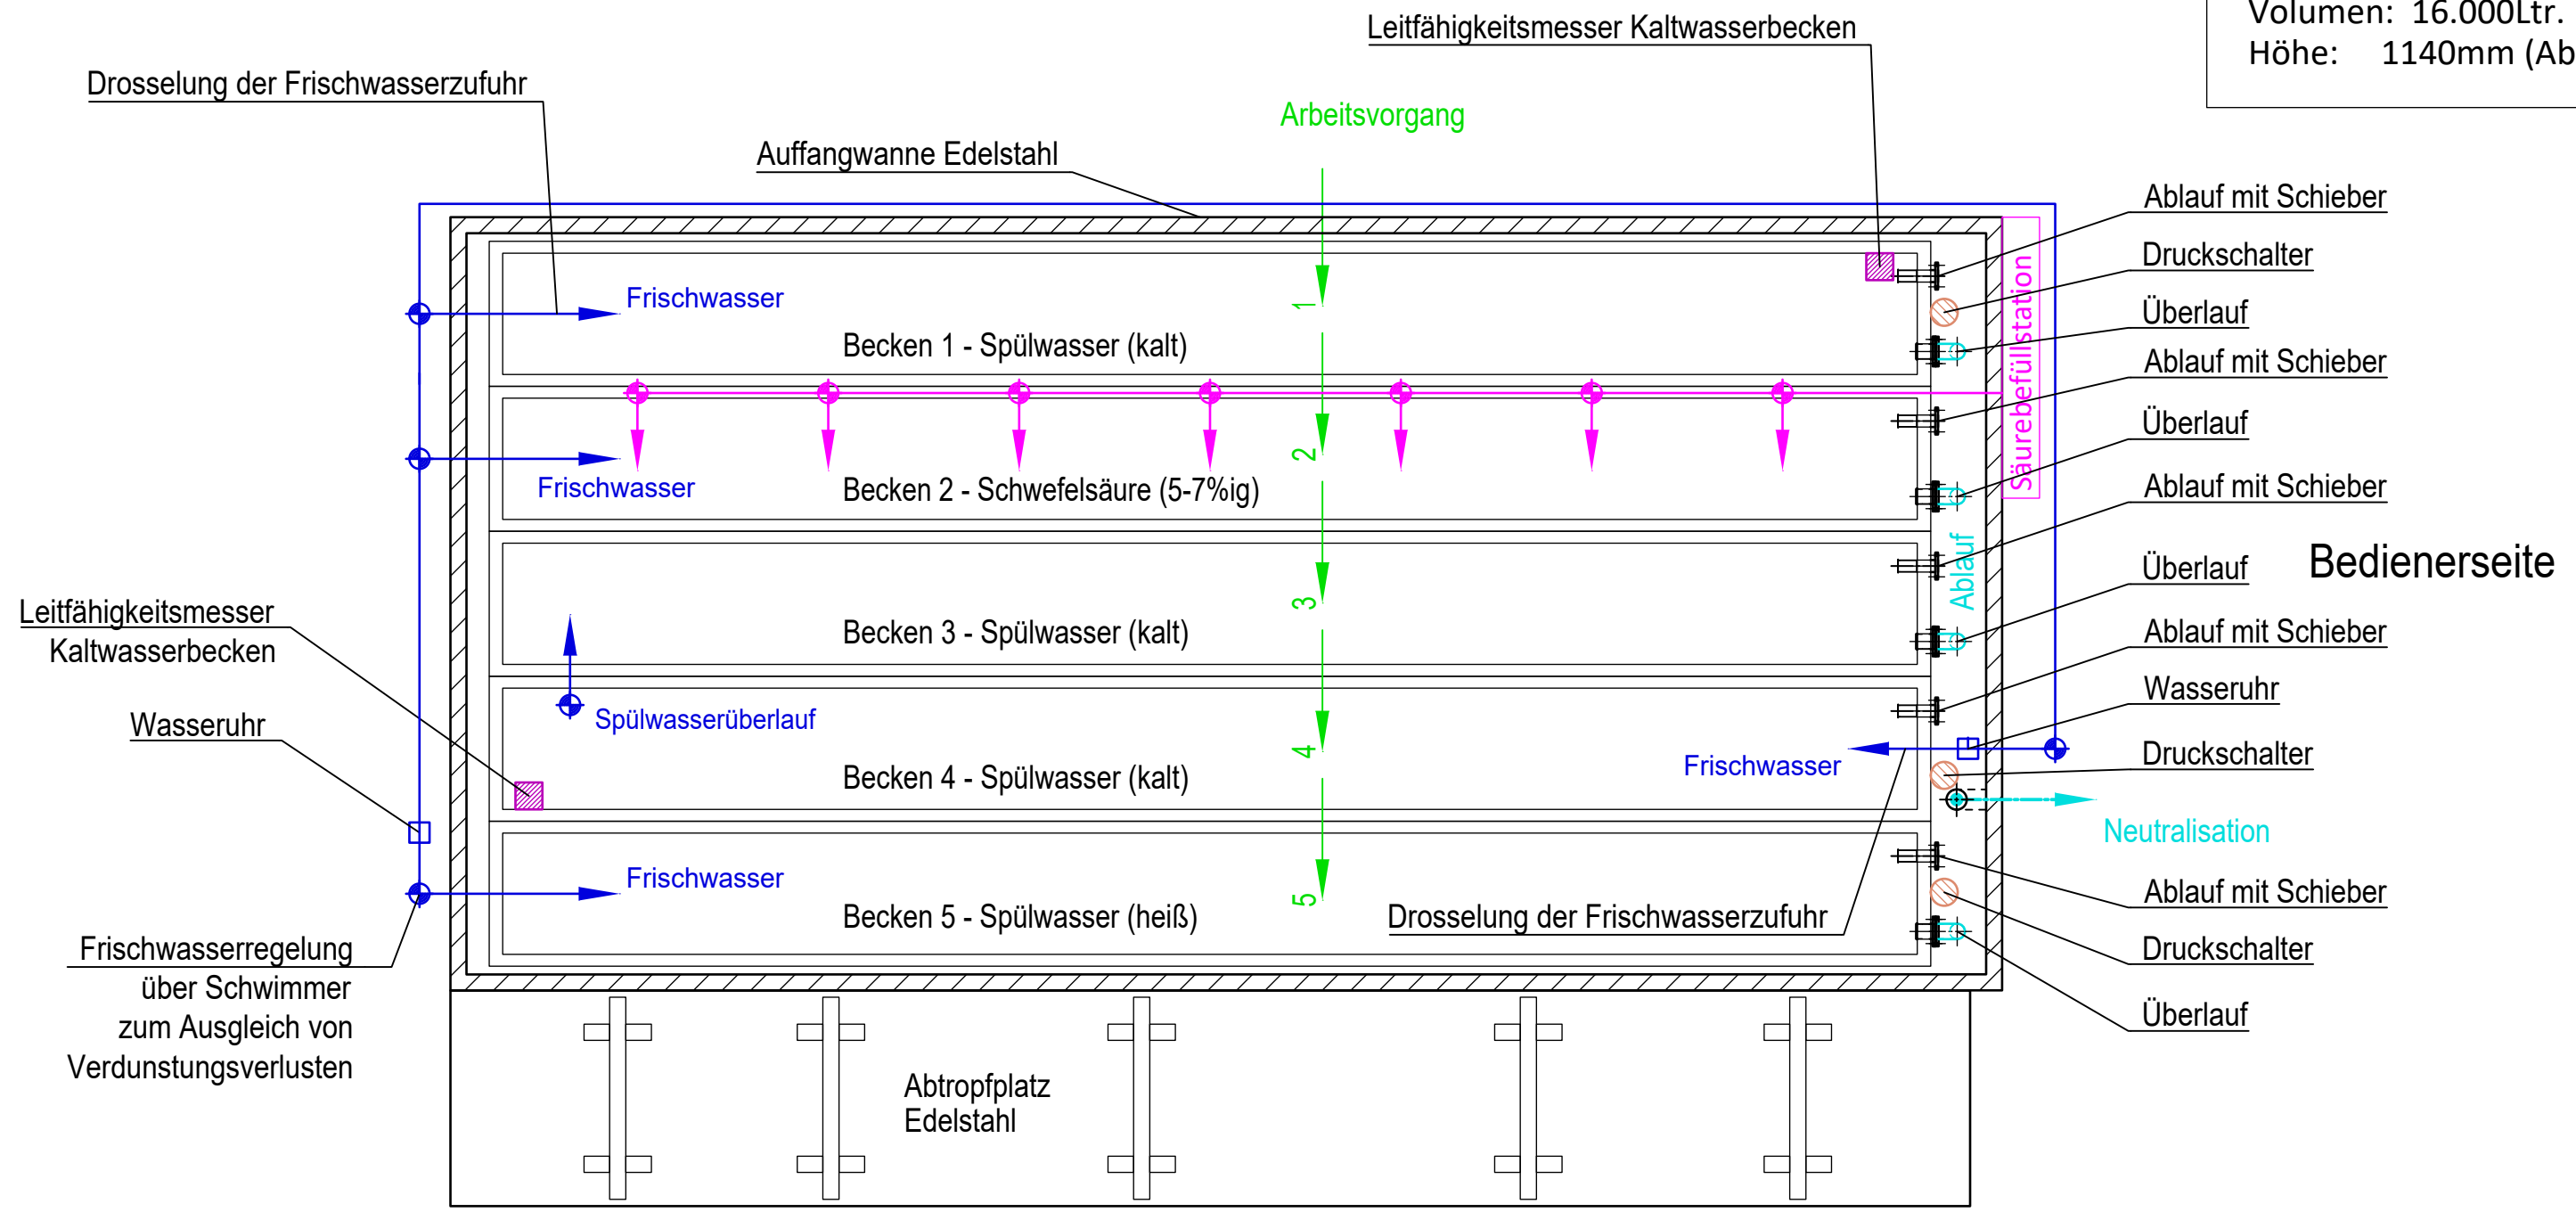 Volumen: 16.000Ltr.
Höhe: 1140mm (Ab
Leitfähigkeitsmesser Kaltwasserbecken
Drosselung der Frischwasserzufuhr
Arbeitsvorgang
Auffangwanne Edelstahl
Ablauf mit Schieber
Druckschalter
Überlauf
Ablauf mit Schieber
Überlauf
Ablauf mit Schieber
Überlauf
Ablauf mit Schieber
Wasseruhr
Druckschalter
Neutralisation
Ablauf mit Schieber
Druckschalter
Überlauf
Bedienerseite
Säurebefüllstation
Ablauf
Frischwasser
1
Becken 1 - Spülwasser (kalt)
2
Frischwasser
Becken 2 - Schwefelsäure (5-7%ig)
3
Becken 3 - Spülwasser (kalt)
Spülwasserüberlauf
4
Frischwasser
Becken 4 - Spülwasser (kalt)
Frischwasser
5
Becken 5 - Spülwasser (heiß)
Drosselung der Frischwasserzufuhr
Leitfähigkeitsmesser
Kaltwasserbecken
Wasseruhr
Frischwasserregelung
über Schwimmer
zum Ausgleich von
Verdunstungsverlusten
Abtropfplatz
Edelstahl